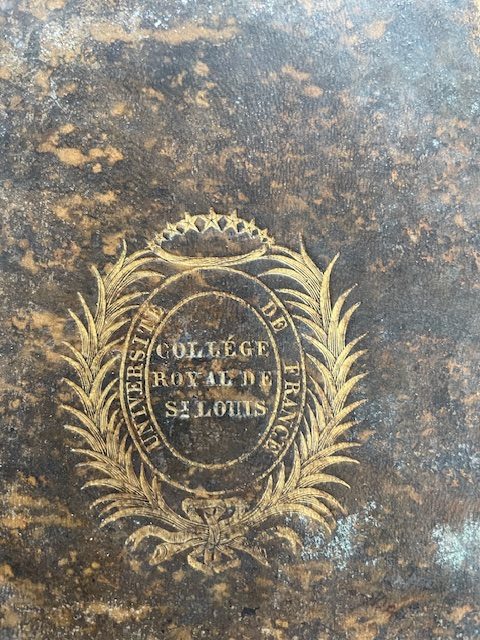 UNIVERSITÉ DE FRANCE
COLLÉGE
ROYAL DE
ST LOUIS